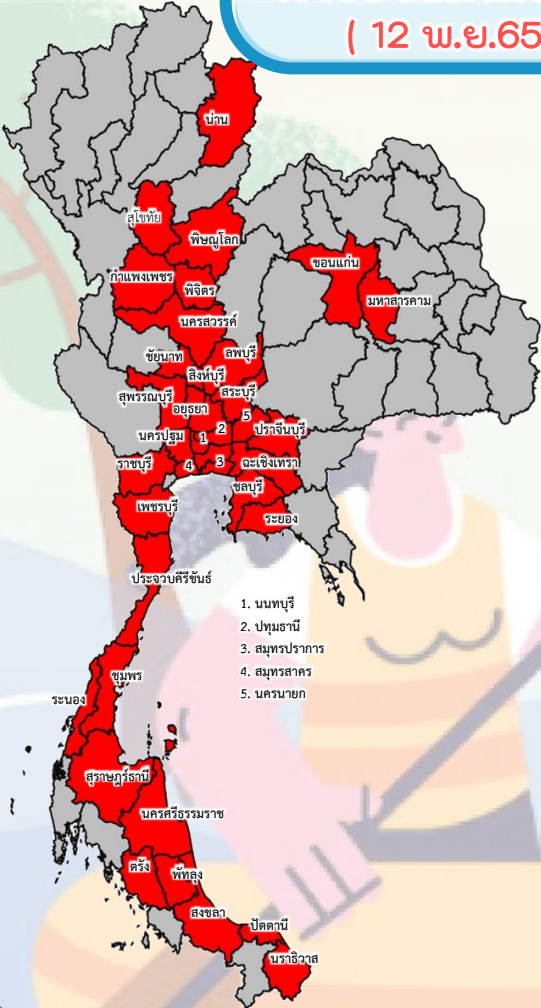 ( 12 พ.ย.65
น่าน
สุโขทัย
พิษณุโลก
ขอนแก่น
กำแพงเพชร
พิจิตร
มหาสารคาม
นครสวรรค์
ชัยนาท
ลพบุรี
สิงห์บุรี
สุพรรณบุรี
สระบุรี
อยุธยา
5
2
ปราจีนบุรี
นครปฐม
1
ราชบุรี
4
3
ฉะเชิงเทรา
ชลบุรี
เพชรบุรี
ระยอง
ประจวบคีรีขันธ์
1. นนทบุรี
2. ปทุมธานี
3. สมุทรปราการ
4. สมุทรสาคร
5. นครนายก
ชุมพร
ระนอง
สุราษฎร์ธานี
นครศรีธรรมราช
ตรัง
พัทลุง
สงขลา
ปัตตานี
นราธิวาส